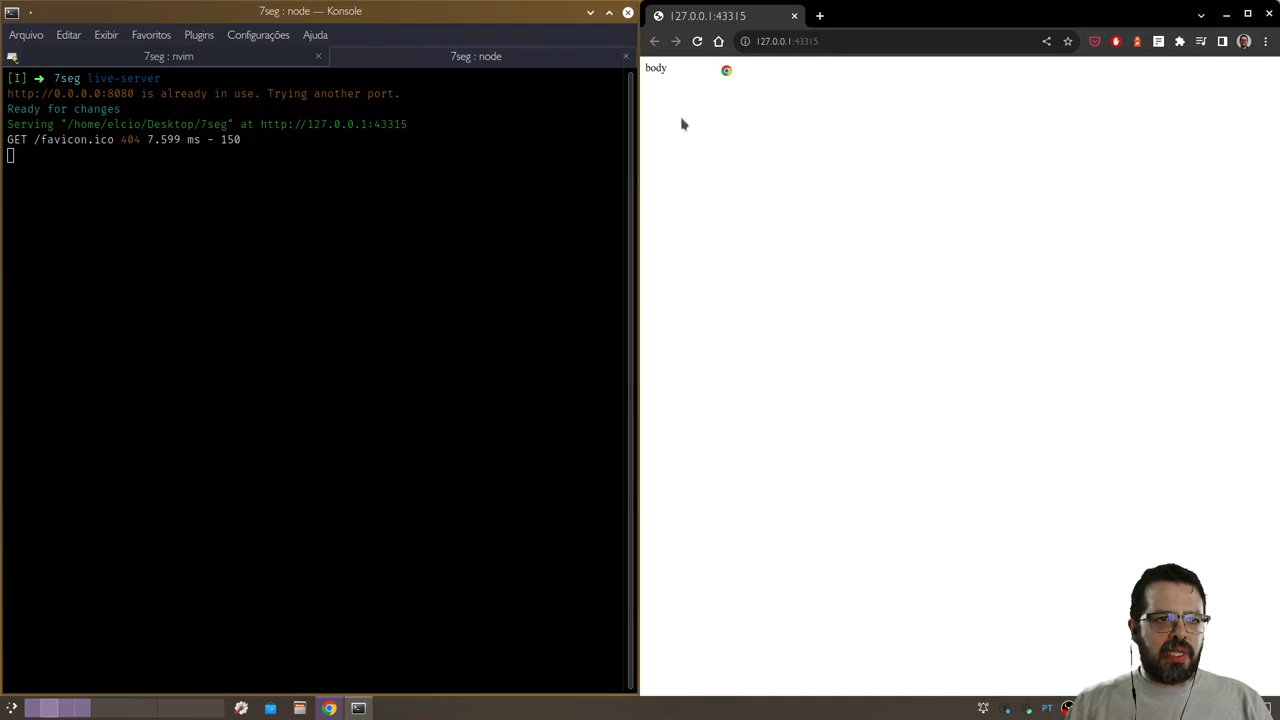 7seg : node — Konsole
Arquivo Editar Exibir Favoritos Plugins Configurações Ajuda
7seg : nvim
7seg : node
[I] ➜ 7seg live-server
http://0.0.0.0:8080 is already in use. Trying another port.
Ready for changes
Serving "/home/elcio/Desktop/7seg" at http://127.0.0.1:43315
GET /favicon.ico 404 7.599 ms - 150
127.0.0.1:43315
127.0.0.1:43315
body
PT